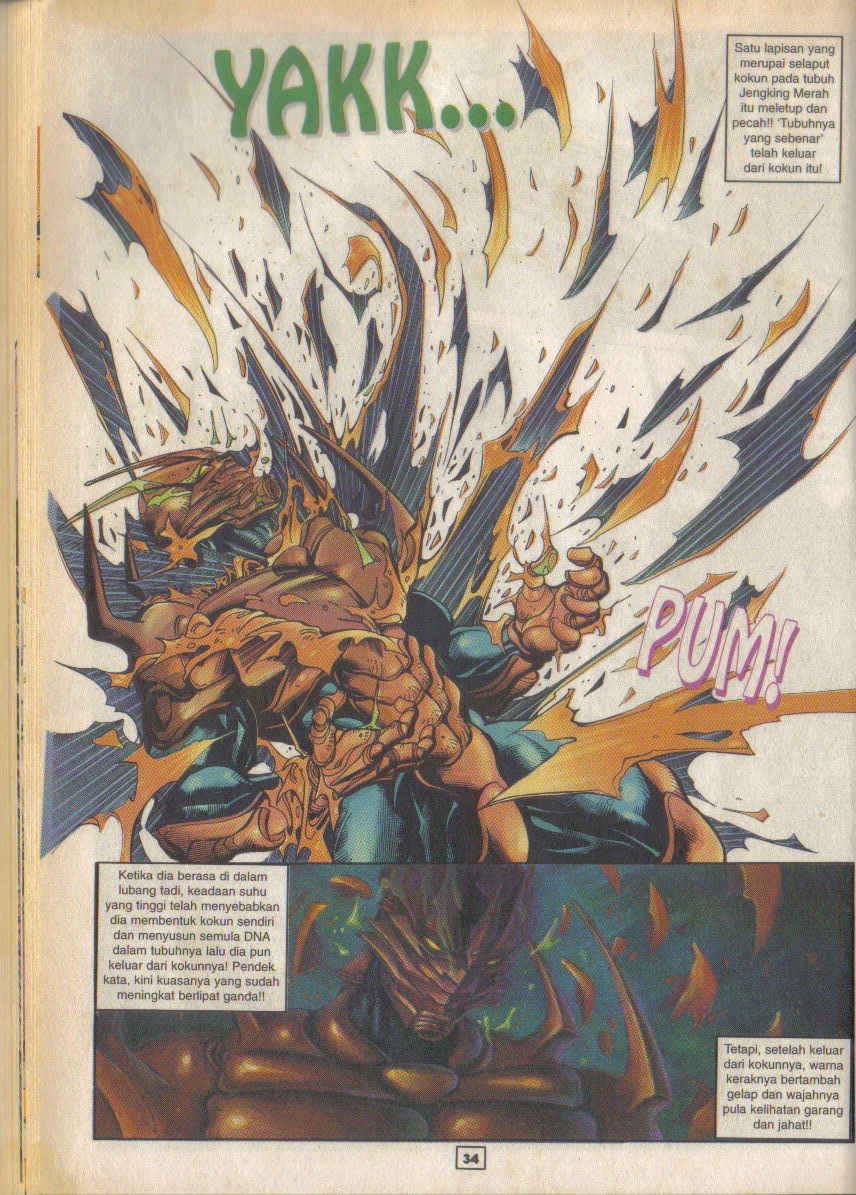 YAKK...
Satu lapisan yang
merupai selaput
kokun pada tubuh
Jengking Merah
itu meletup dan
pecah!! 'Tubuhnya
yang sebenar'
telah keluar
dari kokun itu!
PUM!
Ketika dia berasa di dalam
lubang tadi, keadaan suhu
yang tinggi telah menyebabkan
dia membentuk kokun sendiri
dan menyusun semula DNA
dalam tubuhnya lalu dia pun
keluar dari kokunnya! Pendek
kata, kini kuasanya yang sudah
meningkat berlipat ganda!!
Tetapi, setelah keluar
dari kokunnya, warna
keraknya bertambah
gelap dan wajahnya
pula kelihatan garang
dan jahat!!
34